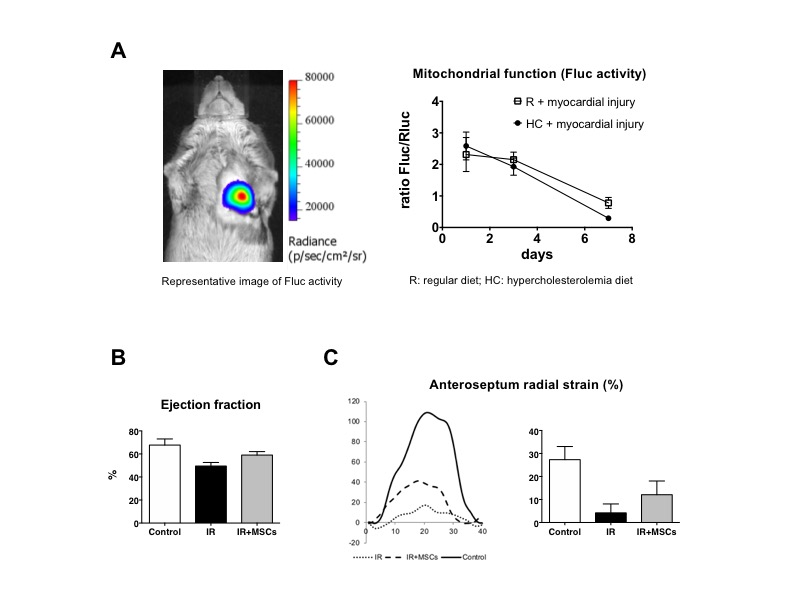 A
80000
60000
40000
20000
Radiance
(p/sec/cm²/sr)
Representative image of Fluc activity
Mitochondrial function (Fluc activity)
R + myocardial injury
HC + myocardial injury
ratio Fluc/Rluc
4
3
2
1
0
0 2 4 6 8
days
R: regular diet; HC: hypercholesterolemia diet
B
Ejection fraction
%
80
60
40
20
0
Control IR IR+MSCs
C
Anteroseptum radial strain (%)
120
100
80
60
40
20
0
-20
0 10 20 30 40
IR IR+MSCs Control
40
30
20
10
0
Control IR IR+MSCs